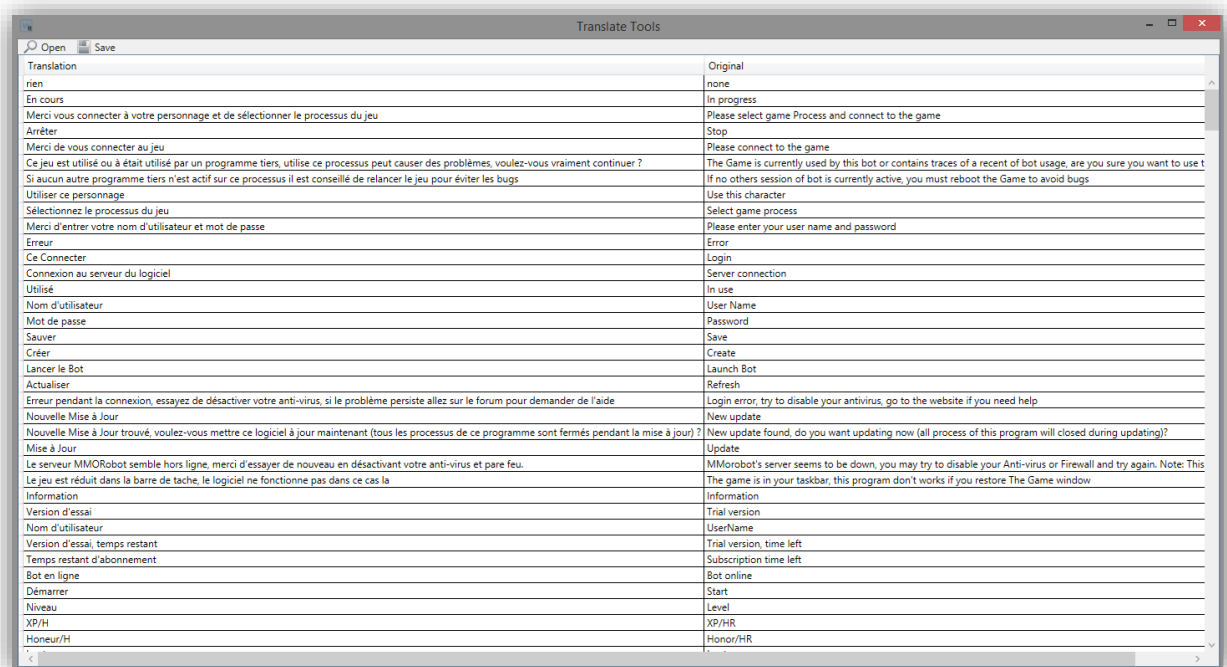 Translate Tools
Open Save
Translation Original
rien none
En cours In progress
Merci vous connecter à votre personnage et de sélectionner le processus du jeu Please select game Process and connect to the game
Arrêter Stop
Merci de vous connecter au jeu Please connect to the game
Ce jeu est utilisé ou à était utilisé par un programme tiers, utilise ce processus peut causer des problèmes, voulez-vous vraiment continuer ? The Game is currently used by this bot or contains traces of a recent of bot usage, are you sure you want to use t
Si aucun autre programme tiers n'est actif sur ce processus il est conseillé de relancer le jeu pour éviter les bugs If no others session of bot is currently active, you must reboot the Game to avoid bugs
Utiliser ce personnage Use this character
Sélectionnez le processus du jeu Select game process
Merci d'entrer votre nom d'utilisateur et mot de passe Please enter your user name and password
Erreur Error
Ce Connecter Login
Connexion au serveur du logiciel Server connection
Utilisé In use
Nom d'utilisateur User Name
Mot de passe Password
Sauver Save
Créer Create
Lancer le Bot Launch Bot
Actualiser Refresh
Erreur pendant la connexion, essayez de désactiver votre anti-virus, si le problème persiste allez sur le forum pour demander de l'aide Login error, try to disable your antivirus, go to the website if you need help
Nouvelle Mise à Jour New update
Nouvelle Mise à Jour trouvé, voulez-vous mettre ce logiciel à jour maintenant (tous les processus de ce programme sont fermés pendant la mise à jour) ? New update found, do you want updating now (all process of this program will closed during updating)?
Mise à Jour Update
Le serveur MMORobot semble hors ligne, merci d'essayer de nouveau en désactivant votre anti-virus et pare feu. MMorobot's server seems to be down, you may try to disable your Anti-virus or Firewall and try again. Note: This
Le jeu est réduit dans la barre de tache, le logiciel ne fonctionne pas dans ce cas la The game is in your taskbar, this program don't works if you restore The Game window
Information Information
Version d'essai Trial version
Nom d'utilisateur UserName
Version d'essai, temps restant Trial version, time left
Temps restant d'abonnement Subscription time left
Bot en ligne Bot online
Démarrer Start
Niveau Level
XP/H XP/HR
Honeur/H Honor/HR